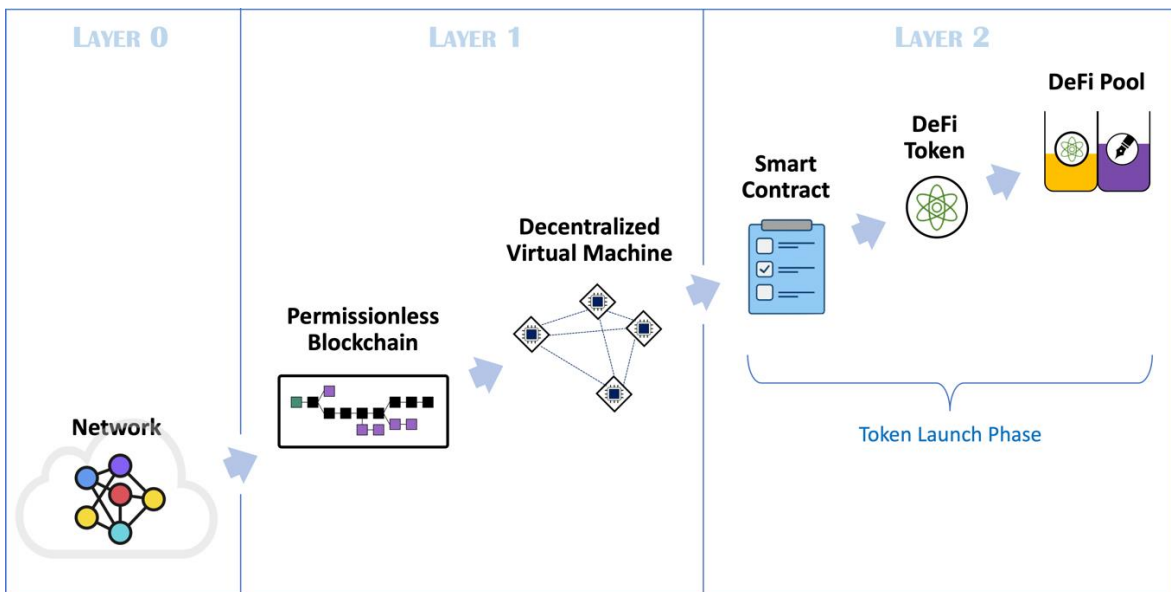 LAYER 0
LAYER 1
LAYER 2
Network
Permissionless
Blockchain
Decentralized
Virtual Machine
Smart
Contract
DeFi
Token
DeFi Pool
Token Launch Phase